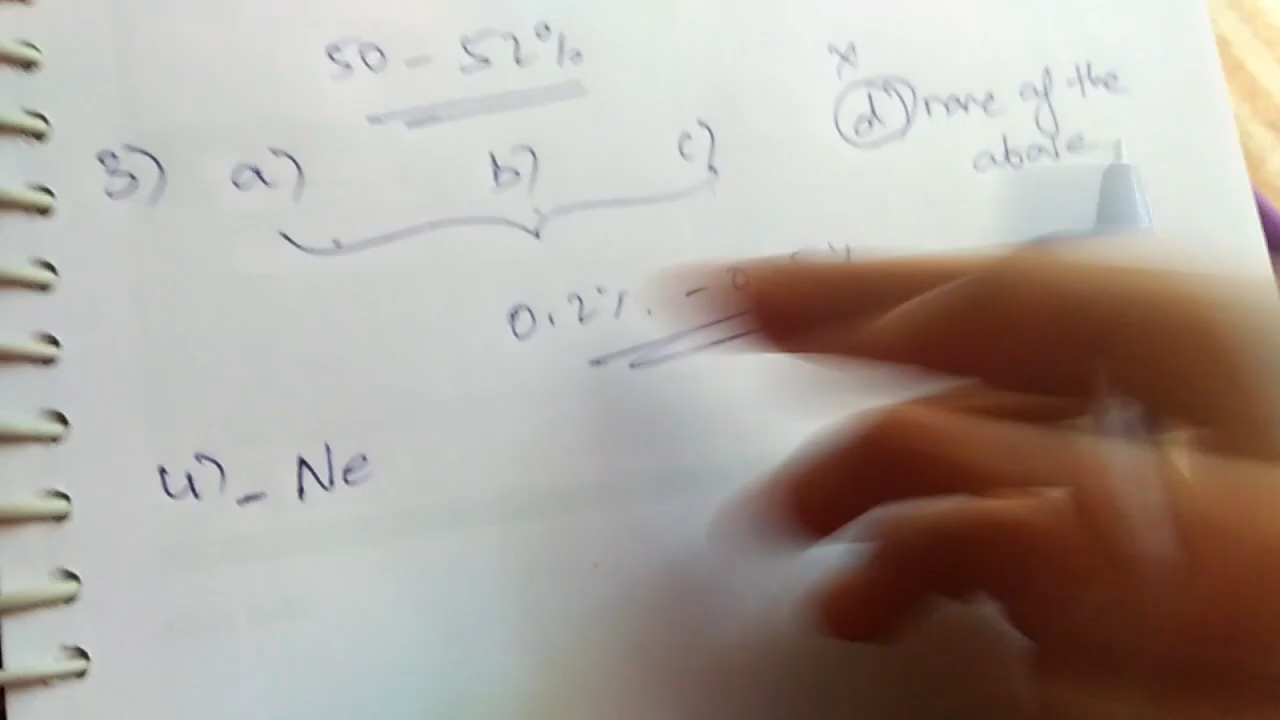 50 - 52%
x
3) a) b) c) d) none of the
above
0.2%. -
4) - Ne